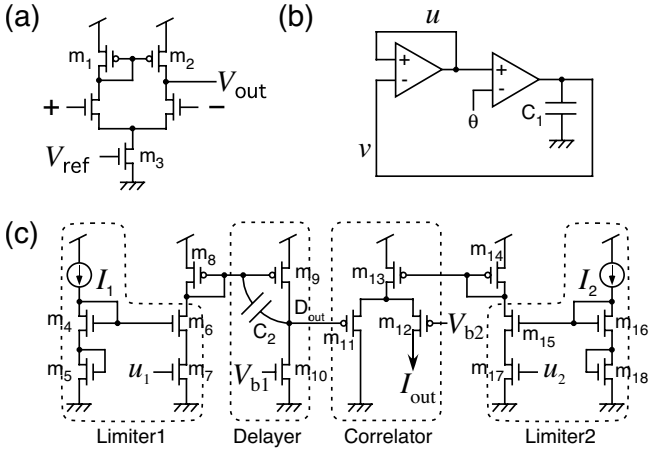 (a)
m1
m2
Vout
+
−
Vref
m3
(b)
u
+
-
+
-
θ
C1
v
(c)
I1
m4
m5
u1
m8
m6
m7
m9
C2
Dout
Vb1
m10
m13
m11
m12
Vb2
Iout
m14
m15
m17
u2
I2
m16
m18
Limiter1
Delayer
Correlator
Limiter2